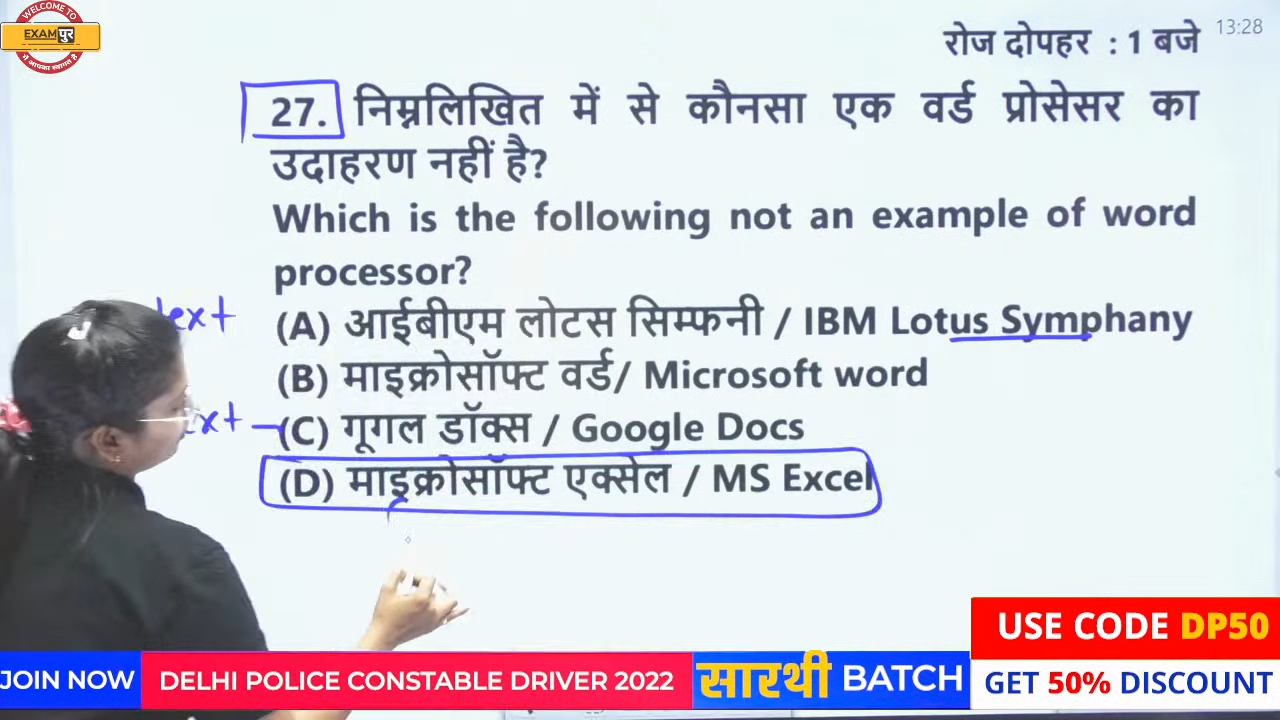 WELCOME TO
EXAMपुर
में आपका स्वागत है
रोज दोपहर : 1 बजे
13:28
27. निम्नलिखित में से कौनसा एक वर्ड प्रोसेसर का
उदाहरण नहीं है?
Which is the following not an example of word
processor?
text
(A) आईबीएम लोटस सिम्फनी / IBM Lotus Symphany
(B) माइक्रोसॉफ्ट वर्ड/ Microsoft word
(C) गूगल डॉक्स / Google Docs
(D) माइक्रोसॉफ्ट एक्सेल / MS Excel
USE CODE DP50
JOIN NOW
DELHI POLICE CONSTABLE DRIVER 2022
सारथी BATCH
GET 50% DISCOUNT